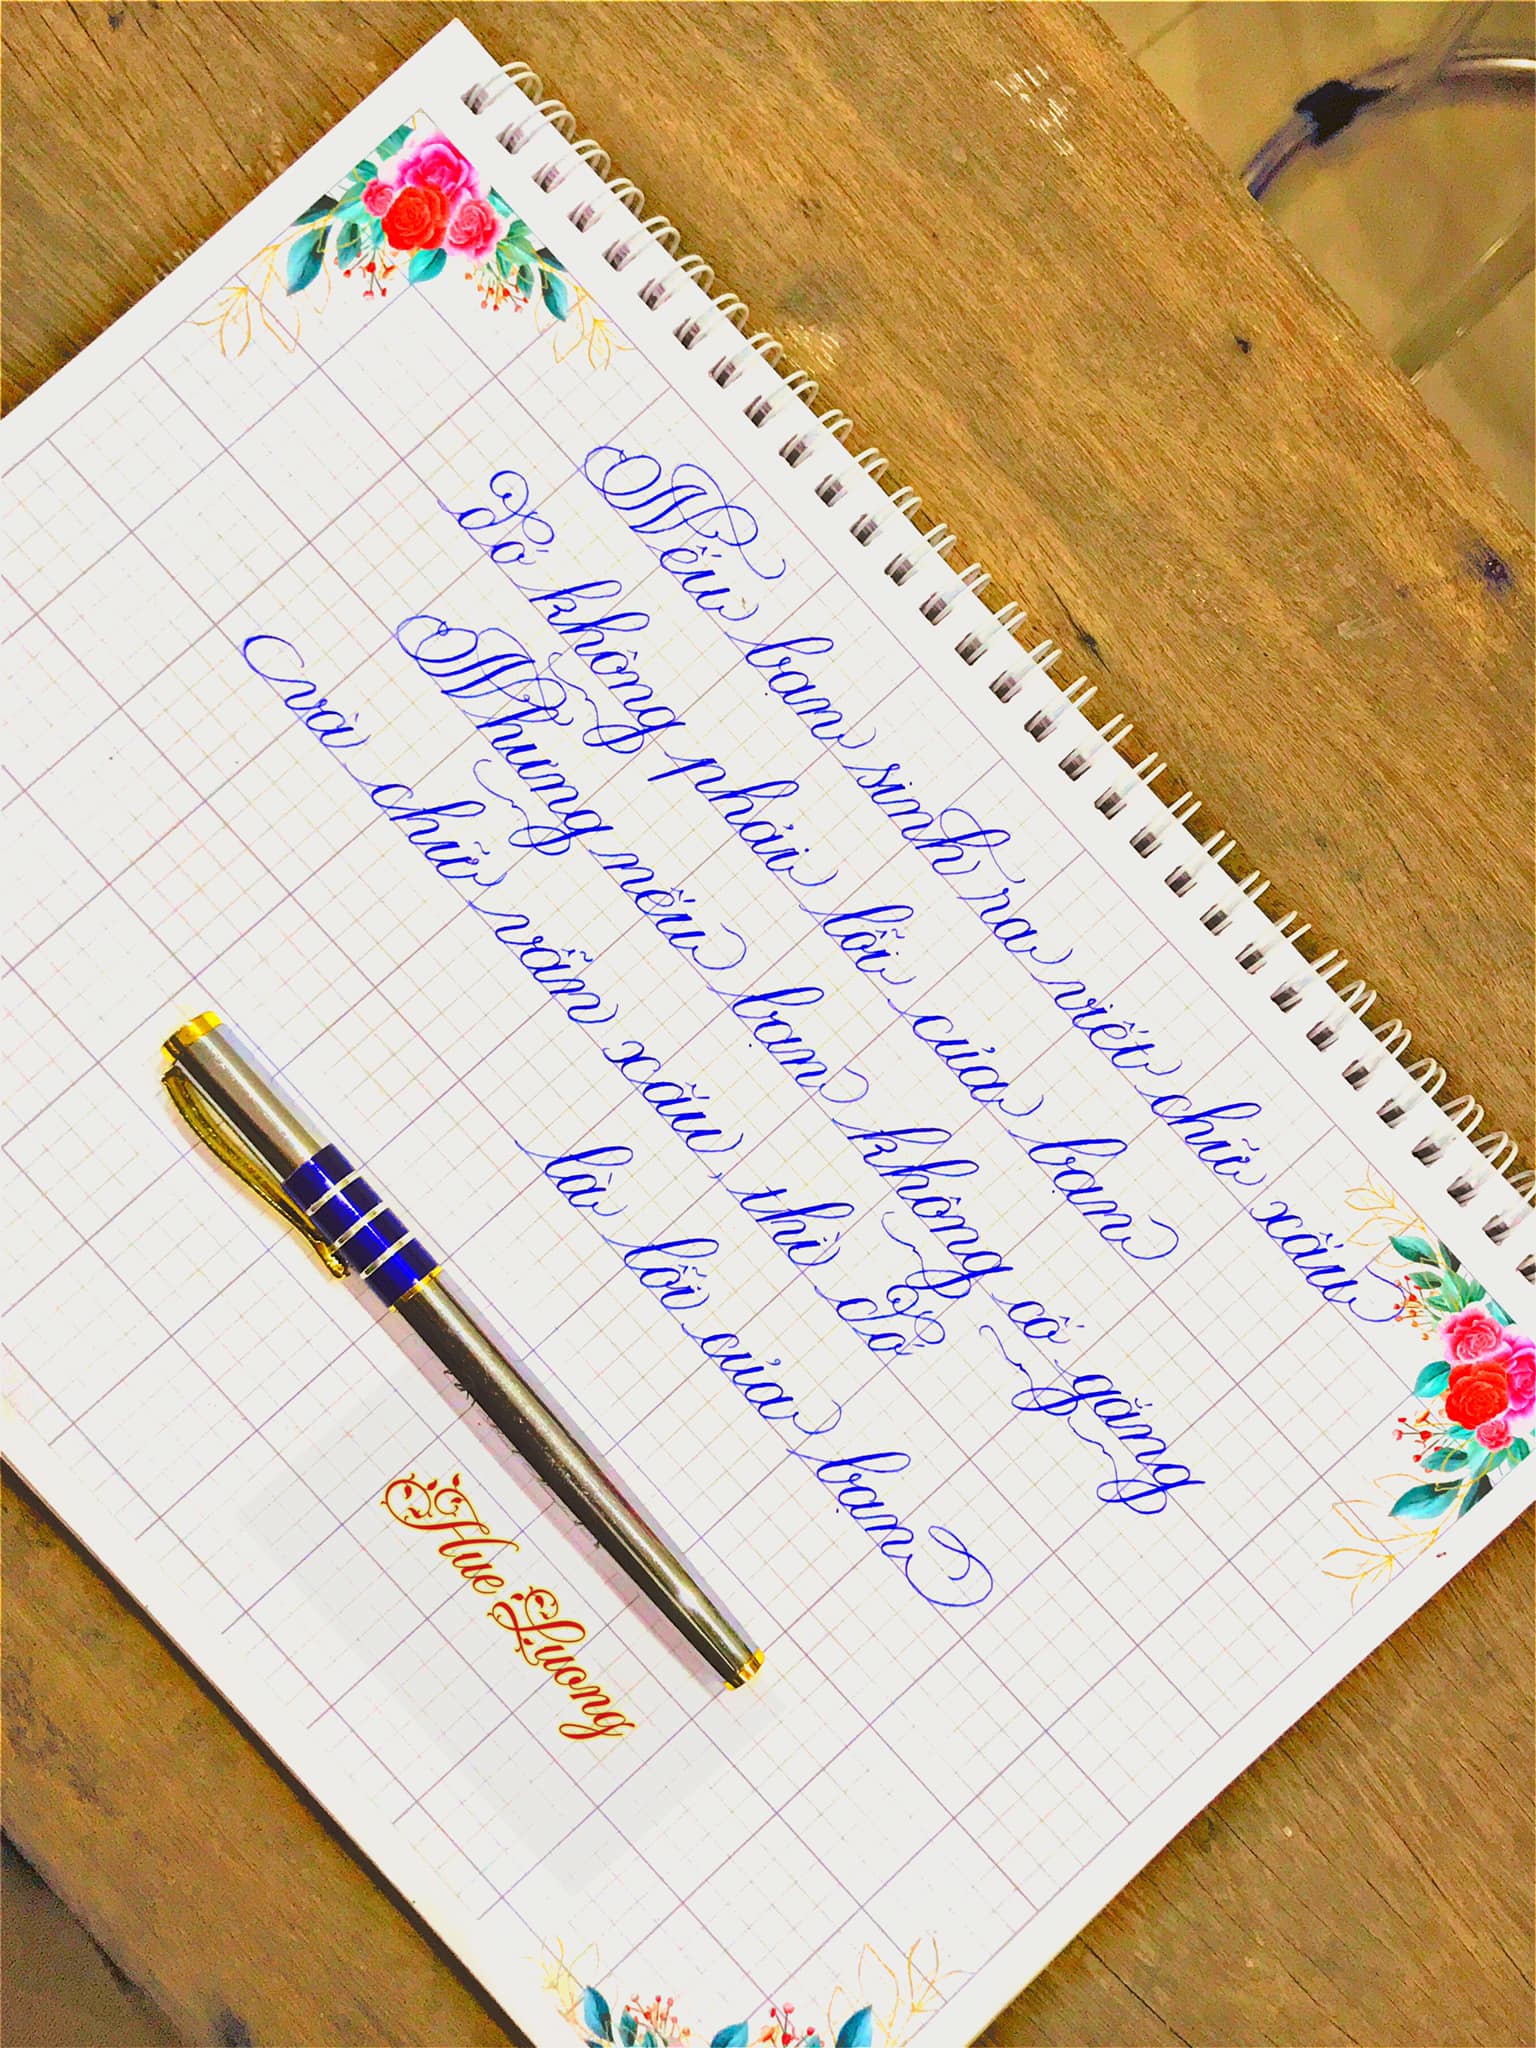 Nếu bạn sinh ra viết chữ xấu
đó không phải lỗi của bạn
Nhưng nếu bạn không cố gắng
và chữ vẫn xấu, thì đó
là lỗi của bạn
Hue Luong